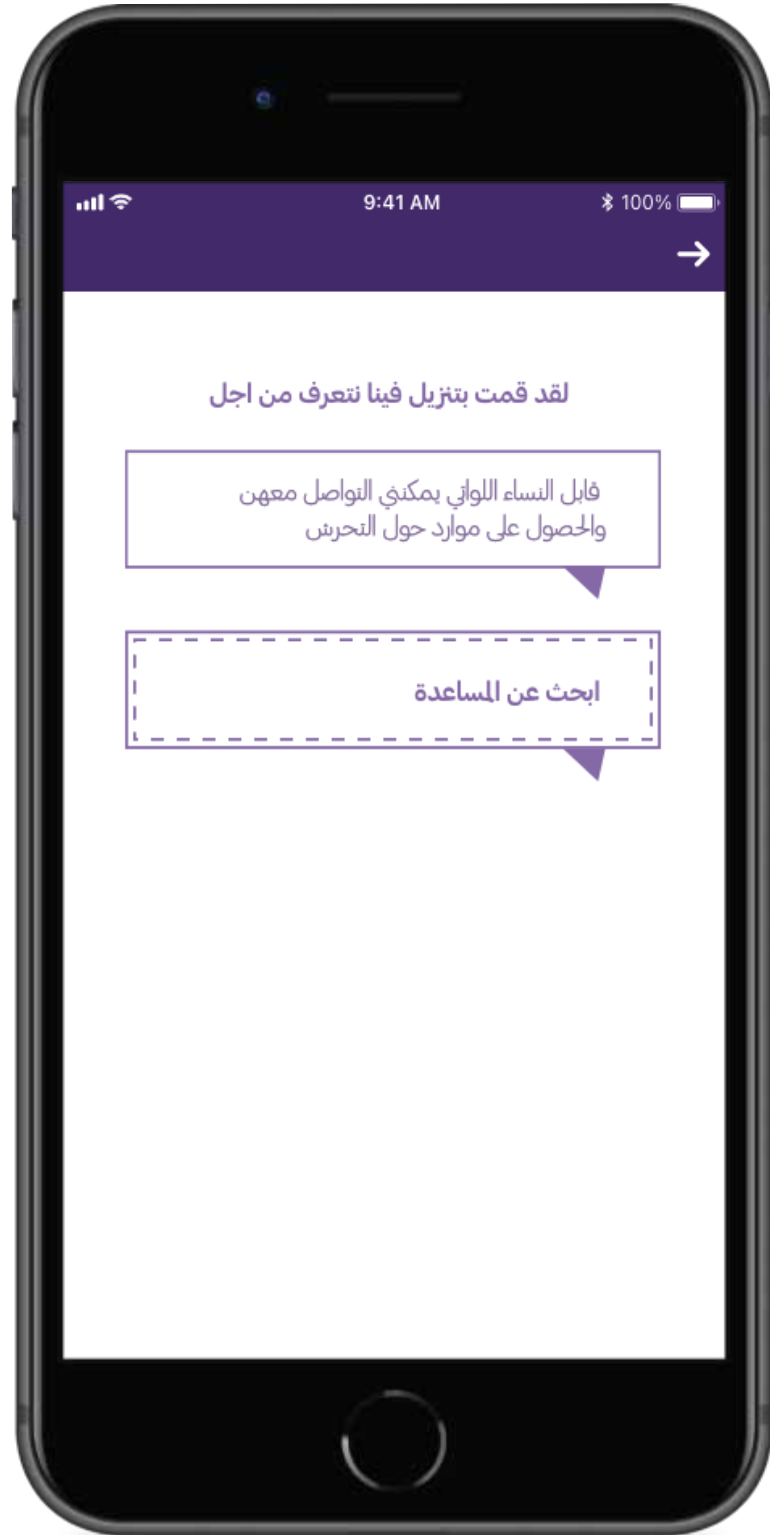 9:41 AM
100%
لقد قمت بتنزيل فينا نتعرف من اجل
قابل النساء اللواتي يمكنني التواصل معهن
والحصول على موارد حول التحرش
ابحث عن المساعدة